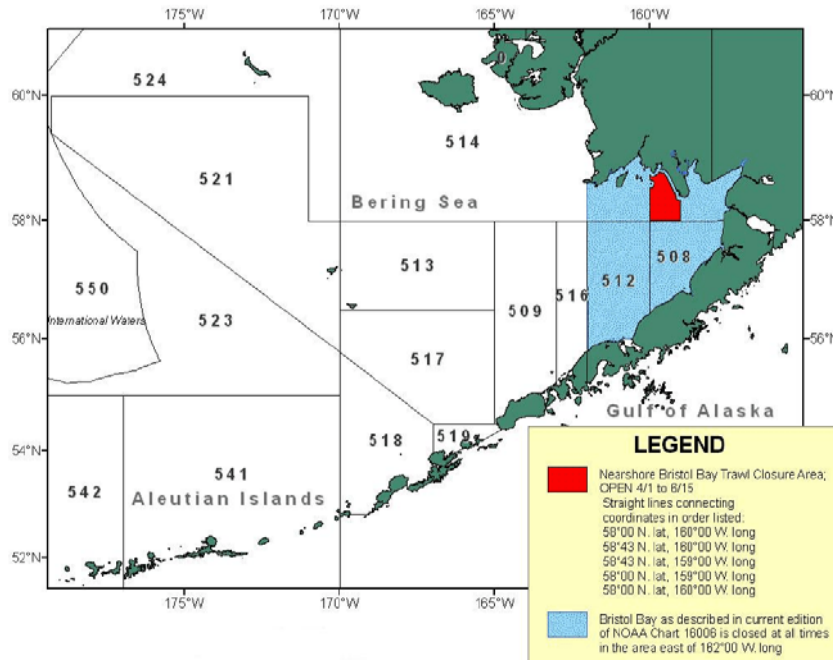 175°W 170°W 165°W 160°W
60°N 524 60°N
514
521
Bering Sea
58°N 58°N
513 508
550 512
International Waters 523 509 516
56°N 56°N
517
Gulf of Alaska
54°N 518 519
541
542 Aleutian Islands
52°N
175°W 170°W 165°W
LEGEND
Nearshore Bristol Bay Trawl Closure Area;
OPEN 4/1 to 6/15
Straight lines connecting
coordinates in order listed:
58°00 N. lat, 160°00 W. long
58°43 N. lat, 160°00 W. long
58°43 N. lat, 159°00 W. long
58°00 N. lat, 159°00 W. long
58°00 N. lat, 160°00 W. long
Bristol Bay as described in current edition
of NOAA Chart 16006 is closed at all times
in the area east of 162°00 W. long